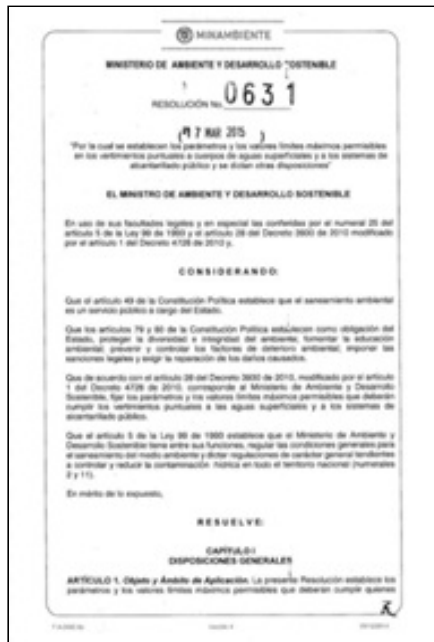 MINAMBIENTE
MINISTERIO DE AMBIENTE Y DESARROLLO SOSTENIBLE
RESOLUCIÓN No. 0631
(17 MAR 2015)
"Por la cual se establecen los parámetros y los valores límites máximos permisibles
en los vertimientos puntuales a cuerpos de aguas superficiales y a los sistemas de
alcantarillado público y se dictan otras disposiciones"
EL MINISTRO DE AMBIENTE Y DESARROLLO SOSTENIBLE
En uso de sus facultades legales y en especial las conferidas por el numeral 25 del
artículo 5 de la Ley 99 de 1993 y el artículo 28 del Decreto 3930 de 2010 modificado
por el artículo 1 del Decreto 4728 de 2010 y,
CONSIDERANDO:
Que el artículo 49 de la Constitución Política establece que el saneamiento ambiental
es un servicio público a cargo del Estado.
Que los artículos 79 y 80 de la Constitución Política establecen como obligación del
Estado, proteger la diversidad e integridad del ambiente, fomentar la educación
ambiental, prevenir y controlar los factores de deterioro ambiental, imponer las
sanciones legales y exigir la reparación de los daños causados.
Que de acuerdo con el artículo 28 del Decreto 3930 de 2010, modificado por el artículo
1 del Decreto 4728 de 2010, corresponde al Ministerio de Ambiente y Desarrollo
Sostenible, fijar los parámetros y los valores límites máximos permisibles que deberán
cumplir los vertimientos puntuales a las aguas superficiales y a los sistemas de
alcantarillado público.
Que el artículo 5 de la Ley 99 de 1993 establece que el Ministerio de Ambiente y
Desarrollo Sostenible tiene entre sus funciones, regular las condiciones generales para
el saneamiento del medio ambiente y dictar regulaciones de carácter general tendientes
a controlar y reducir la contaminación hídrica en todo el territorio nacional (numerales
2 y 11).
En mérito de lo expuesto,
RESUELVE:
CAPÍTULO I
DISPOSICIONES GENERALES
ARTÍCULO 1. Objeto y Ámbito de Aplicación. La presente Resolución establece los
parámetros y los valores límites máximos permisibles que deberán cumplir quienes